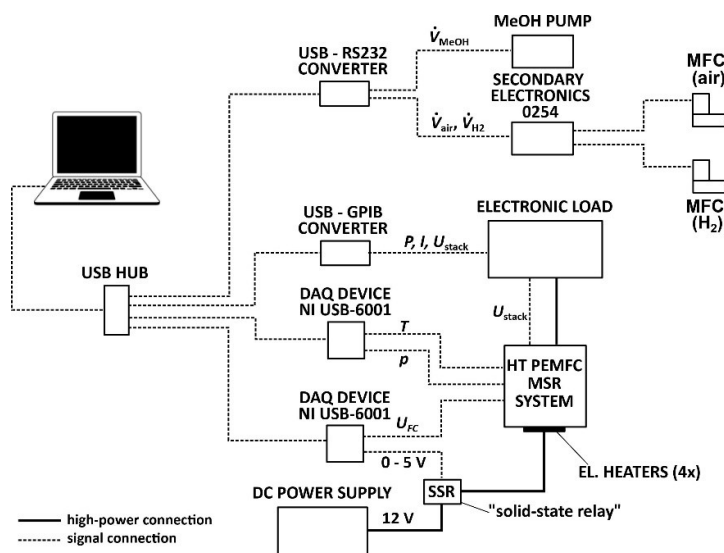 MeOH PUMP
V̇MeOH
USB - RS232
CONVERTER
MFC
(air)
SECONDARY
ELECTRONICS
0254
V̇air, V̇H2
MFC
(H₂)
USB - GPIB
CONVERTER
ELECTRONIC LOAD
P, I, Ustack
USB HUB
DAQ DEVICE
NI USB-6001
Ustack
T
p
HT PEMFC
MSR
SYSTEM
DAQ DEVICE
NI USB-6001
UFC
0 - 5 V
EL. HEATERS (4x)
DC POWER SUPPLY
SSR
"solid-state relay"
12 V
high-power connection
signal connection